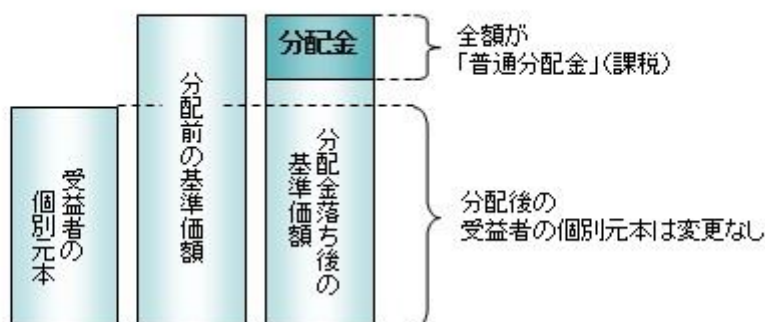 受益者の
個別元本
分配前の基準価額
分配金
分配金落ち後の
基準価額
全額が
「普通分配金」(課税)
分配後の
受益者の個別元本は変更なし